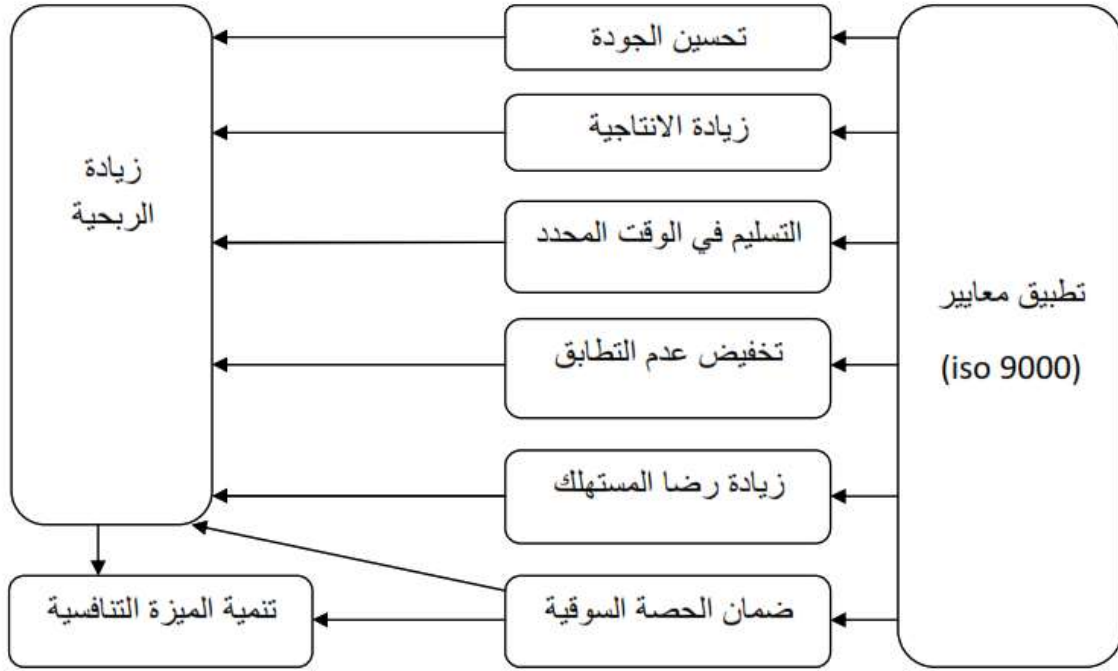 تطبيق معايير
(iso 9000)
تحسين الجودة
زيادة الانتاجية
التسليم في الوقت المحدد
تخفيض عدم التطابق
زيادة رضا المستهلك
ضمان الحصة السوقية
زيادة
الربحية
تنمية الميزة التنافسية